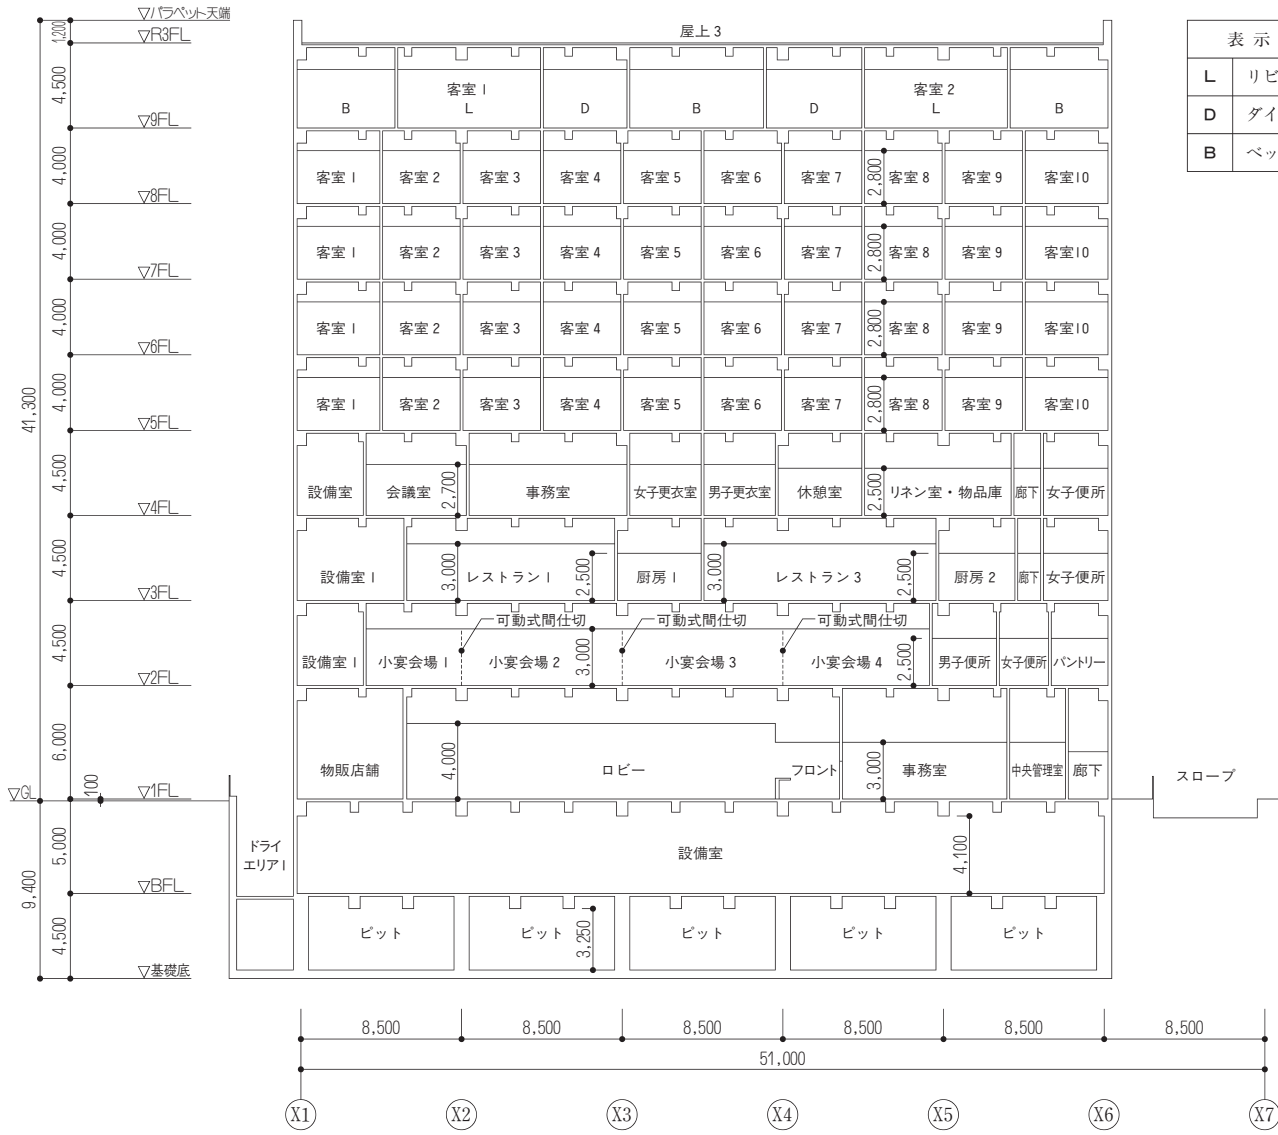 ▽パラペット天端
▽R3FL
屋上3
1,200
4,500
表 示
L
D ダイ
B ベッ
客室1
L
B
D
B
D
客室2
L
B
▽9FL
4,000
客室1 客室2 客室3 客室4 客室5 客室6 客室7 2,800 客室8 客室9 客室10
▽8FL
4,000
客室1 客室2 客室3 客室4 客室5 客室6 客室7 2,800 客室8 客室9 客室10
▽7FL
4,000
客室1 客室2 客室3 客室4 客室5 客室6 客室7 2,800 客室8 客室9 客室10
▽6FL
41,300
4,000
客室1 客室2 客室3 客室4 客室5 客室6 客室7 2,800 客室8 客室9 客室10
▽5FL
4,500
設備室 会議室 2,700 事務室 女子更衣室 男子更衣室 休憩室 2,500 リネン室・物品庫 廊下 女子便所
▽4FL
4,500
設備室1 3,000 レストラン1 2,500 厨房1 3,000 レストラン3 2,500 厨房2 廊下 女子便所
▽3FL
4,500
可動式間仕切 可動式間仕切 可動式間仕切
設備室1 小宴会場1 小宴会場2 3,000 小宴会場3 小宴会場4 2,500 男子便所 女子便所 パントリー
▽2FL
6,000
物販店舗 4,000 ロビー フロント 3,000 事務室 中央管理室 廊下
スロープ
▽GL
100
▽1FL
5,000
ドライ
エリア1
設備室
4,100
9,400
▽BFL
4,500
ピット ピット 3,250 ピット ピット ピット
▽基礎底
8,500 8,500 8,500 8,500 8,500 8,500
51,000
X1 X2 X3 X4 X5 X6 X7